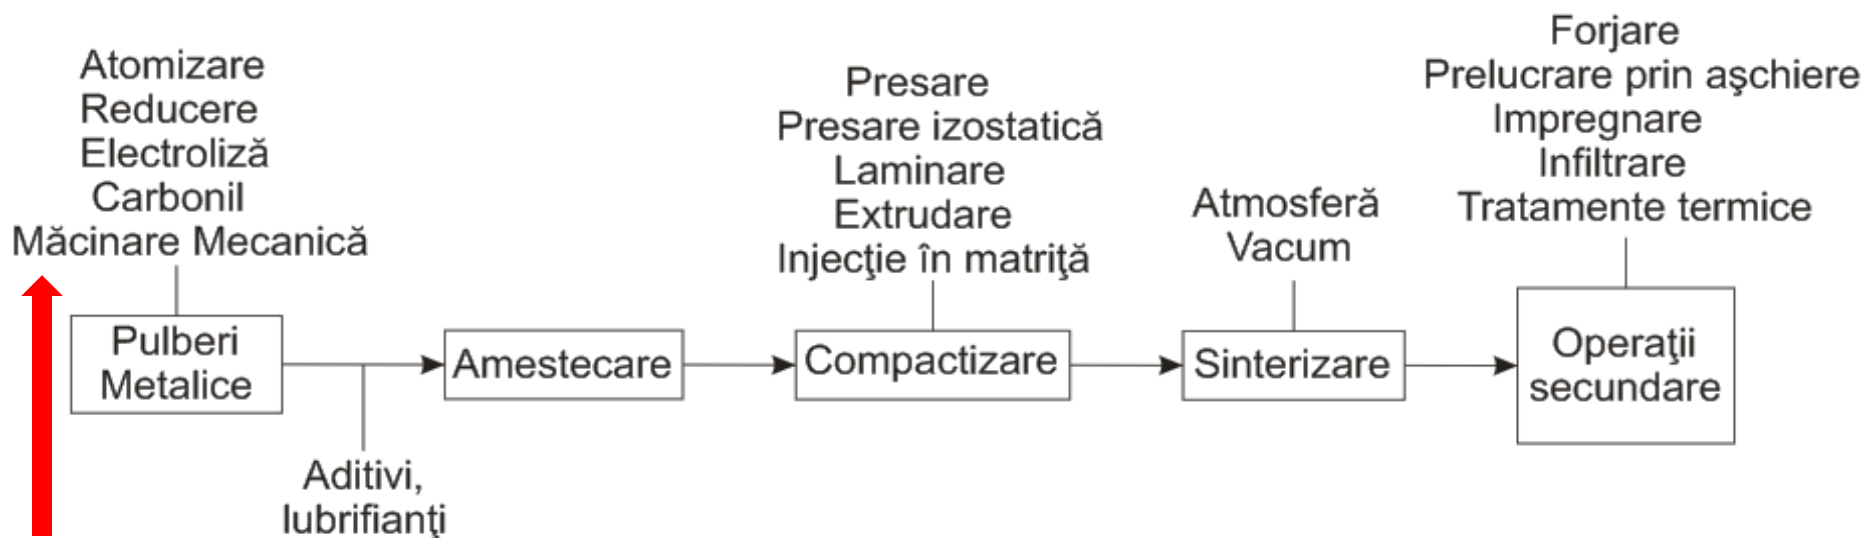 Atomizare
Reducere
Electroliză
Carbonil
Măcinare Mecanică
Pulberi
Metalice
Aditivi,
lubrifianţi
Amestecare
Presare
Presare izostatică
Laminare
Extrudare
Injecţie în matriţă
Compactizare
Atmosferă
Vacum
Sinterizare
Forjare
Prelucrare prin aşchiere
Impregnare
Infiltrare
Tratamente termice
Operaţii
secundare